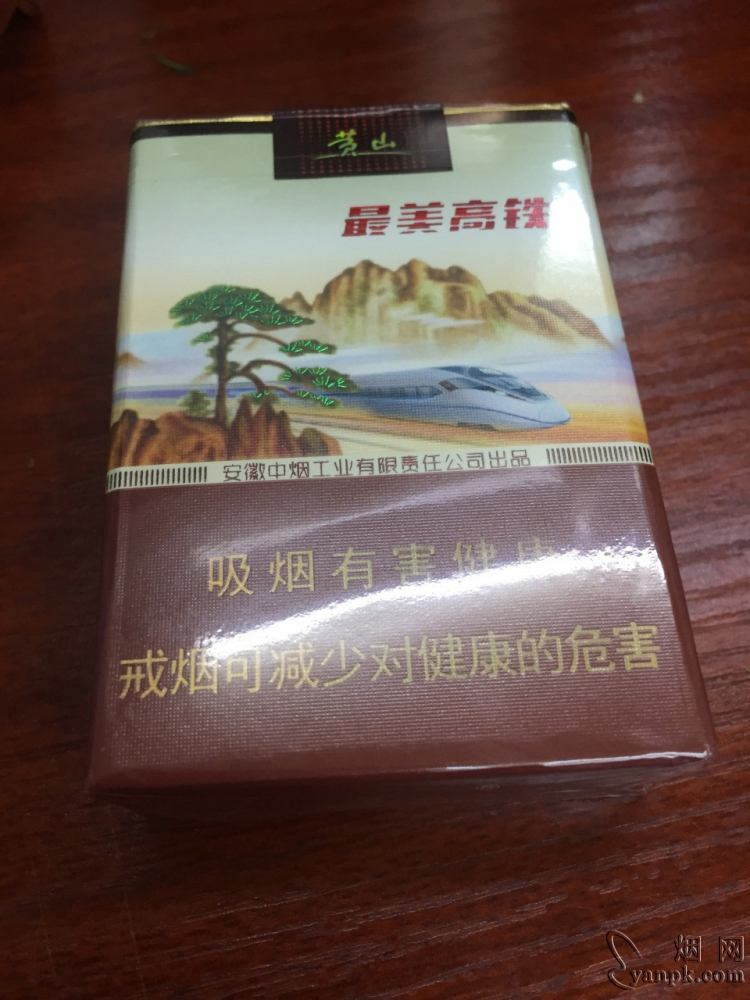 黄山
最美高铁
安徽中烟工业有限责任公司出品
吸烟有害健康
戒烟可减少对健康的危害
烟网
yanpk.com